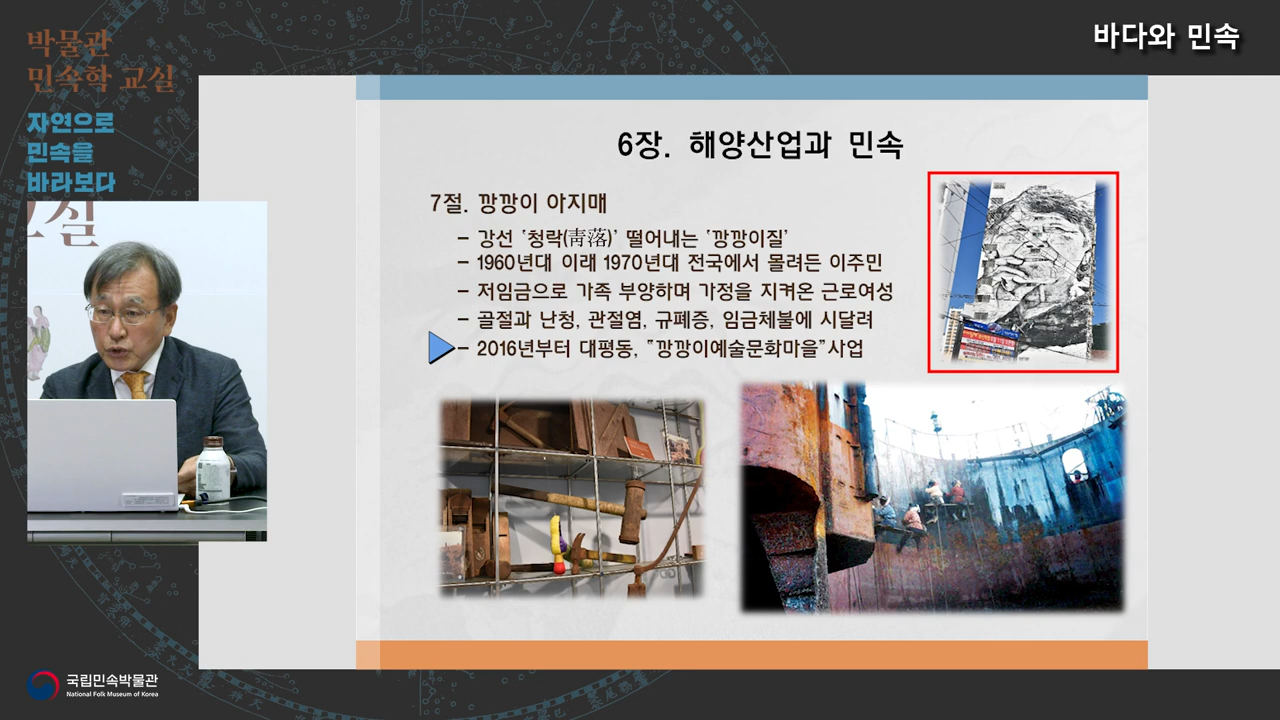 바다와 민속
박물관
민속학 교실
자연으로
민속을
바라보다
교실
6장. 해양산업과 민속
7절. 깡깡이 아지매
– 강선 '청락(靑落)' 떨어내는 '깡깡이질'
– 1960년대 이래 1970년대 전국에서 몰려든 이주민
– 저임금으로 가족 부양하며 가정을 지켜온 근로여성
– 골절과 난청, 관절염, 규폐증, 임금체불에 시달려
– 2016년부터 대평동, "깡깡이예술문화마을"사업
국립민속박물관
National Folk Museum of Korea